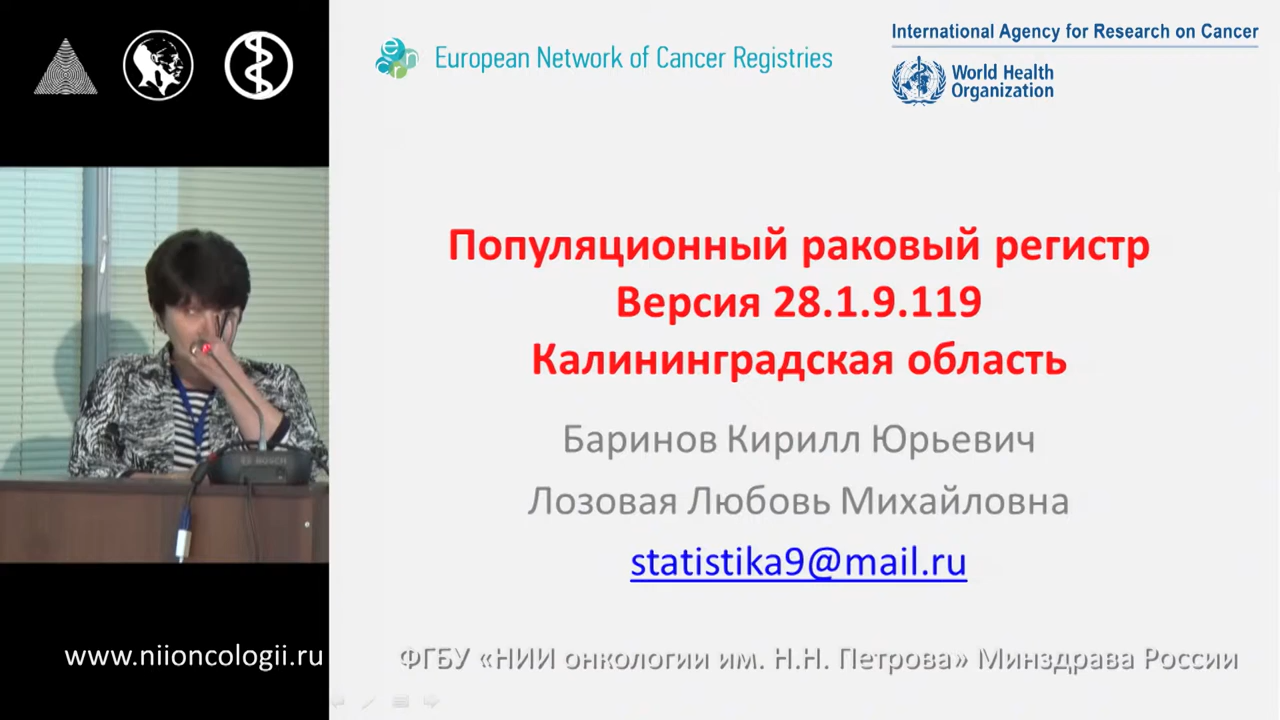 European Network of Cancer Registries
International Agency for Research on Cancer
World Health
Organization
Популяционный раковый регистр
Версия 28.1.9.119
Калининградская область
Баринов Кирилл Юрьевич
Лозовая Любовь Михайловна
statistika9@mail.ru
BOSCH
www.niioncologii.ru
ФГБУ «НИИ онкологии им. Н.Н. Петрова» Минздрава России